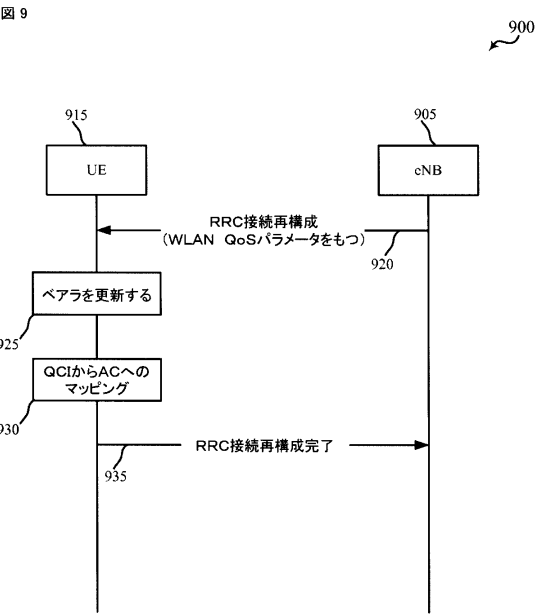 図 9
900
915
905
UE
eNB
RRC接続再構成
(WLAN QoSパラメータをもつ)
920
ベアラを更新する
925
QCIからACへの
マッピング
930
RRC接続再構成完了
935